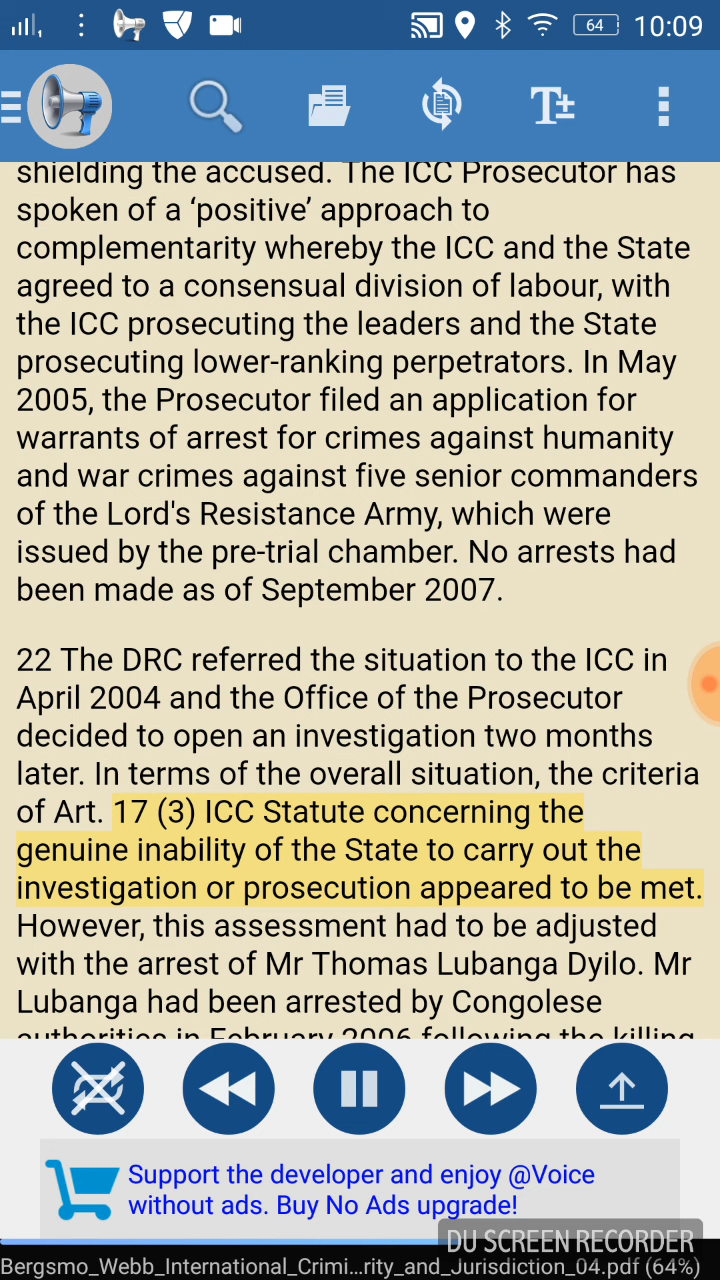 64 10:09
T±
shielding the accused. The ICC Prosecutor has
spoken of a ‘positive’ approach to
complementarity whereby the ICC and the State
agreed to a consensual division of labour, with
the ICC prosecuting the leaders and the State
prosecuting lower-ranking perpetrators. In May
2005, the Prosecutor filed an application for
warrants of arrest for crimes against humanity
and war crimes against five senior commanders
of the Lord's Resistance Army, which were
issued by the pre-trial chamber. No arrests had
been made as of September 2007.
22 The DRC referred the situation to the ICC in
April 2004 and the Office of the Prosecutor
decided to open an investigation two months
later. In terms of the overall situation, the criteria
of Art. 17 (3) ICC Statute concerning the
genuine inability of the State to carry out the
investigation or prosecution appeared to be met.
However, this assessment had to be adjusted
with the arrest of Mr Thomas Lubanga Dyilo. Mr
Lubanga had been arrested by Congolese
authorities in February 2006 following the killing
Support the developer and enjoy @Voice
without ads. Buy No Ads upgrade!
DU SCREEN RECORDER
Bergsmo_Webb_International_Crimi...rity_and_Jurisdiction_04.pdf (64%)